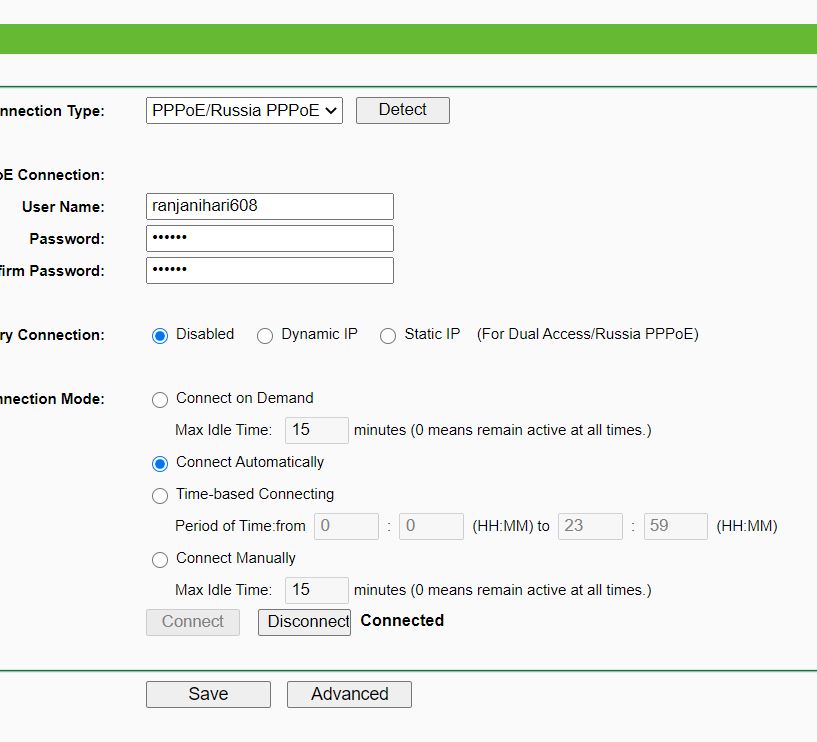 nnection Type: PPPoE/Russia PPPoE Detect
oE Connection:
User Name: ranjanihari608
Password: ••••••
firm Password: ••••••
ry Connection: Disabled Dynamic IP Static IP (For Dual Access/Russia PPPoE)
nnection Mode: Connect on Demand
Max Idle Time: 15 minutes (0 means remain active at all times.)
Connect Automatically
Time-based Connecting
Period of Time:from 0 : 0 (HH:MM) to 23 : 59 (HH:MM)
Connect Manually
Max Idle Time: 15 minutes (0 means remain active at all times.)
Connect Disconnect Connected
Save Advanced